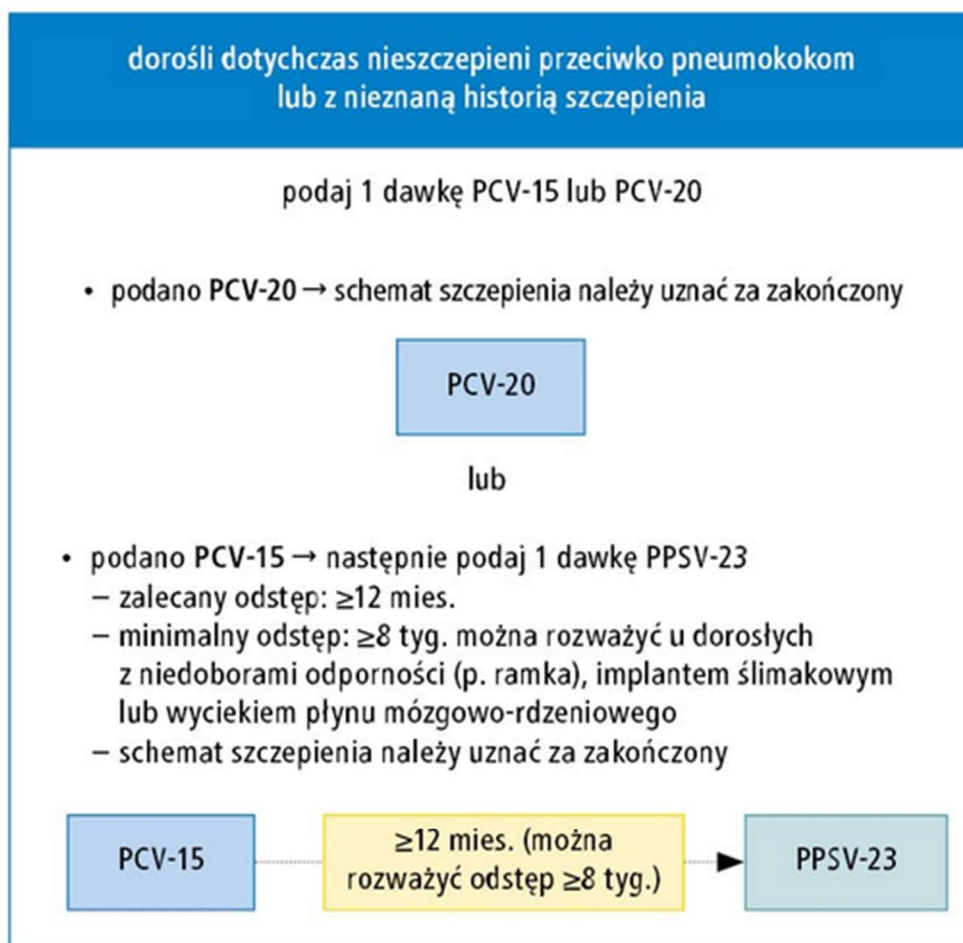 dorośli dotychczas nieszczepieni przeciwko pneumokokom
lub z nieznaną historią szczepienia
podaj 1 dawkę PCV-15 lub PCV-20
• podano PCV-20 → schemat szczepienia należy uznać za zakończony
PCV-20
lub
• podano PCV-15 → następnie podaj 1 dawkę PPSV-23
– zalecany odstęp: ≥12 mies.
– minimalny odstęp: ≥8 tyg. można rozważyć u dorosłych
z niedoborami odporności (p. ramka), implantem ślimakowym
lub wyciekiem płynu mózgowo-rdzeniowego
– schemat szczepienia należy uznać za zakończony
PCV-15
≥12 mies. (można
rozważyć odstęp ≥8 tyg.)
PPSV-23